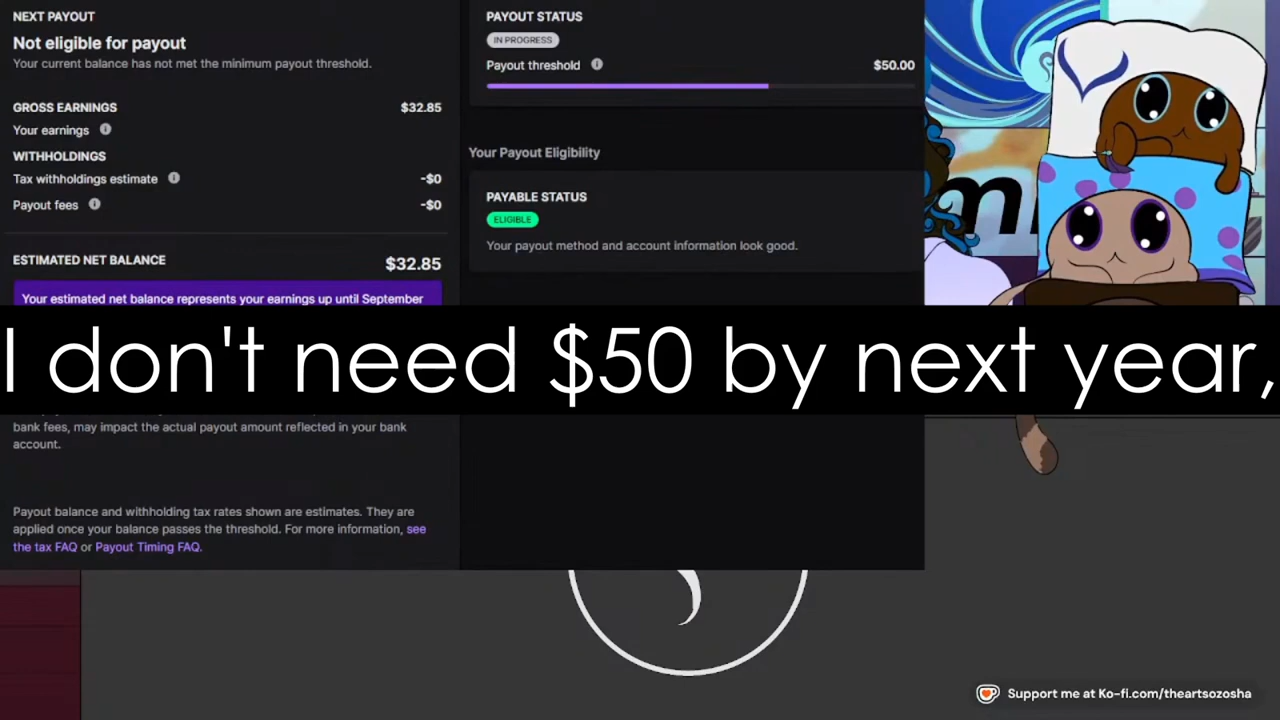 NEXT PAYOUT
Not eligible for payout
Your current balance has not met the minimum payout threshold.
GROSS EARNINGS $32.85
Your earnings
WITHHOLDINGS
Tax withholdings estimate -$0
Payout fees -$0
ESTIMATED NET BALANCE $32.85
Your estimated net balance represents your earnings up until September
PAYOUT STATUS
IN PROGRESS
Payout threshold $50.00
Your Payout Eligibility
PAYABLE STATUS
ELIGIBLE
Your payout method and account information look good.
I don't need $50 by next year,
bank fees, may impact the actual payout amount reflected in your bank
account.
Payout balance and withholding tax rates shown are estimates. They are
applied once your balance passes the threshold. For more information, see
the tax FAQ or Payout Timing FAQ.
Support me at Ko-fi.com/theartsozosha